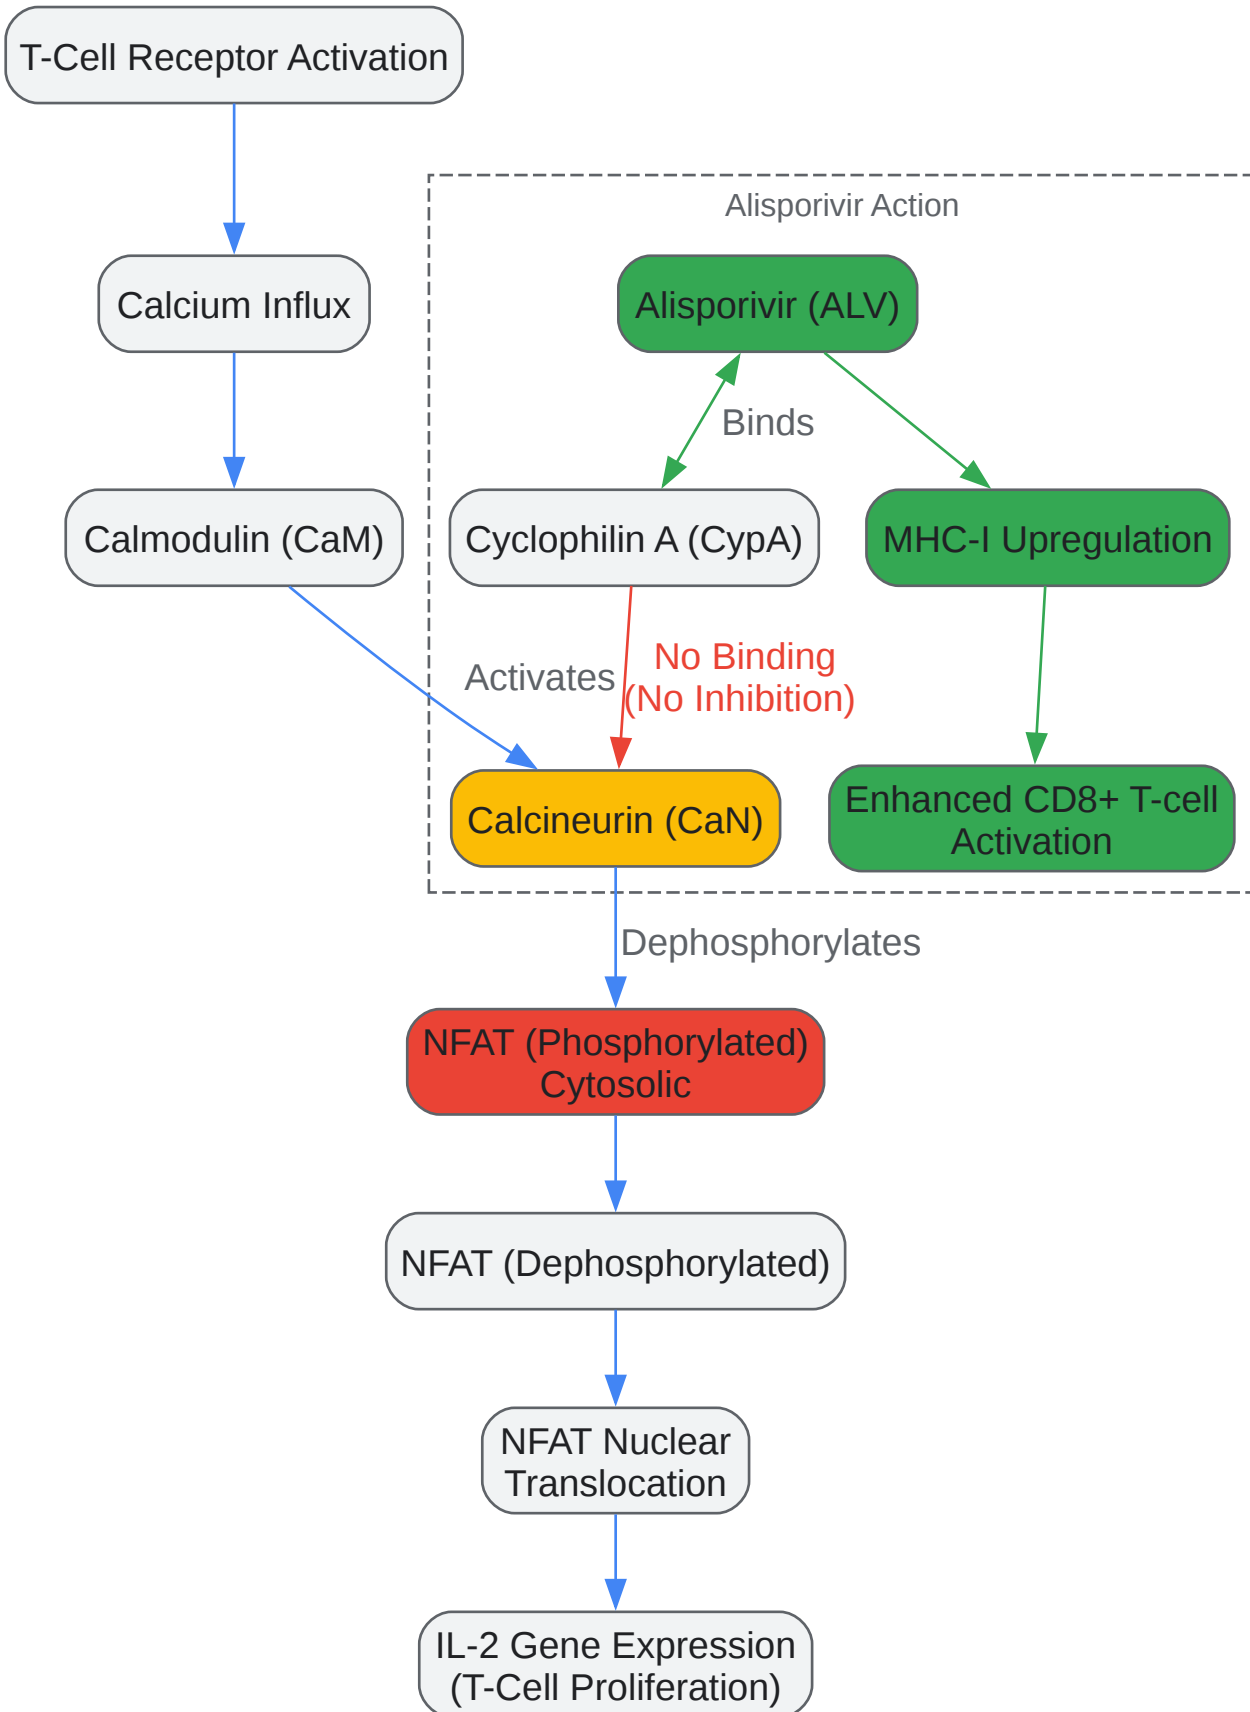 T-Cell Receptor Activation
Alisporivir Action
Calcium Influx
Alisporivir (ALV)
Binds
Calmodulin (CaM)
Cyclophilin A (CypA)
MHC-I Upregulation
Activates
No Binding
(No Inhibition)
Calcineurin (CaN)
Enhanced CD8+ T-cell
Activation
Dephosphorylates
NFAT (Phosphorylated)
Cytosolic
NFAT (Dephosphorylated)
NFAT Nuclear
Translocation
IL-2 Gene Expression
(T-Cell Proliferation)